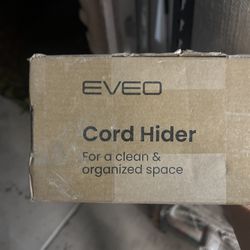 EVEO
Cord Hider
For a clean &
organized space